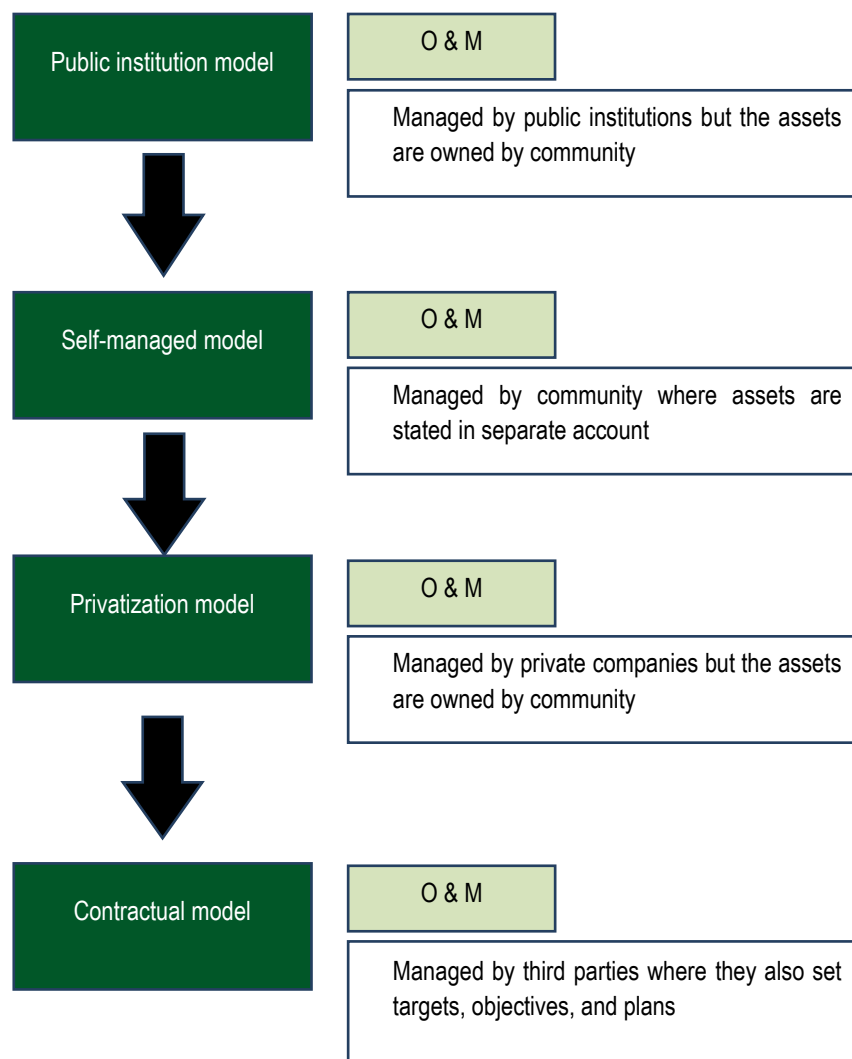 Public institution model
O & M
Managed by public institutions but the assets
are owned by community
Self-managed model
O & M
Managed by community where assets are
stated in separate account
Privatization model
O & M
Managed by private companies but the assets
are owned by community
Contractual model
O & M
Managed by third parties where they also set
targets, objectives, and plans